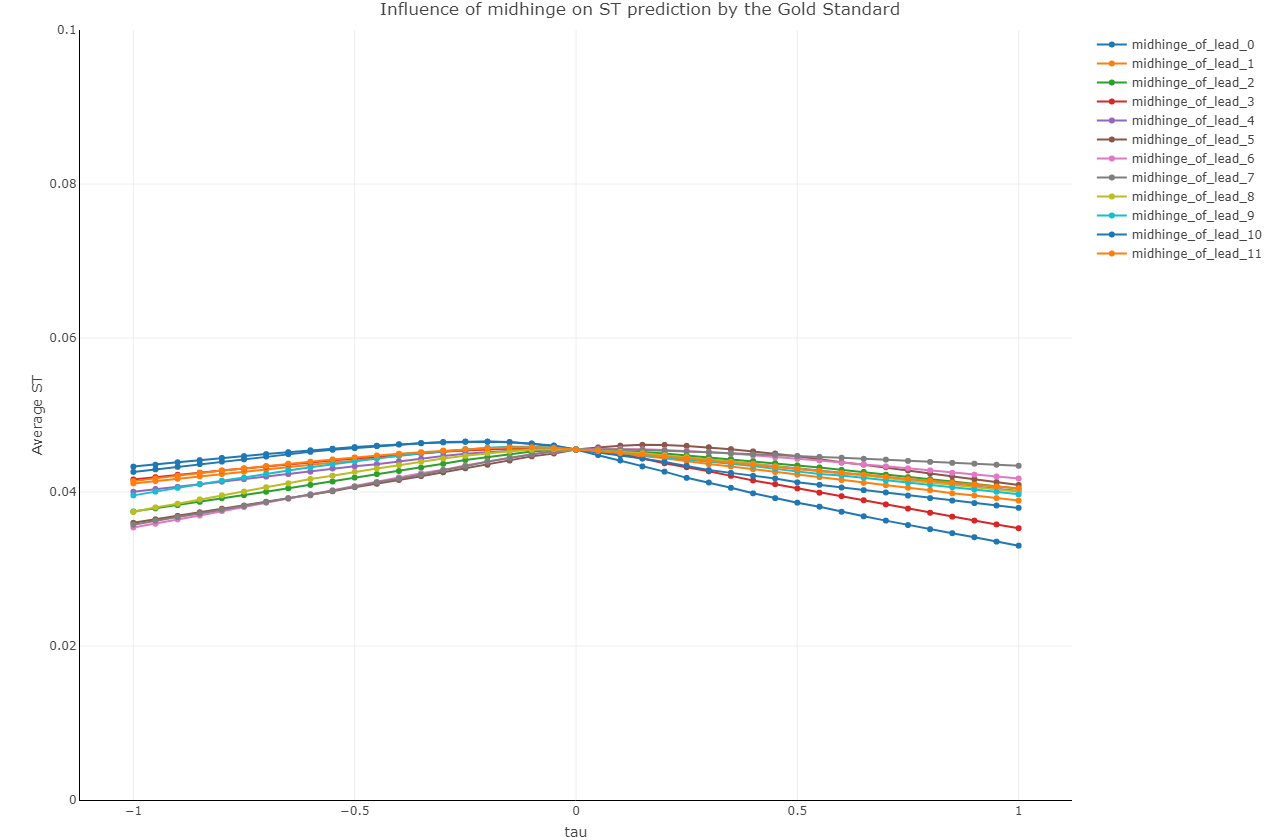 Influence of midhinge on ST prediction by the Gold Standard
0.1
0.08
0.06
0.04
0.02
0
Average ST
−1
−0.5
0
0.5
1
tau
midhinge_of_lead_0
midhinge_of_lead_1
midhinge_of_lead_2
midhinge_of_lead_3
midhinge_of_lead_4
midhinge_of_lead_5
midhinge_of_lead_6
midhinge_of_lead_7
midhinge_of_lead_8
midhinge_of_lead_9
midhinge_of_lead_10
midhinge_of_lead_11